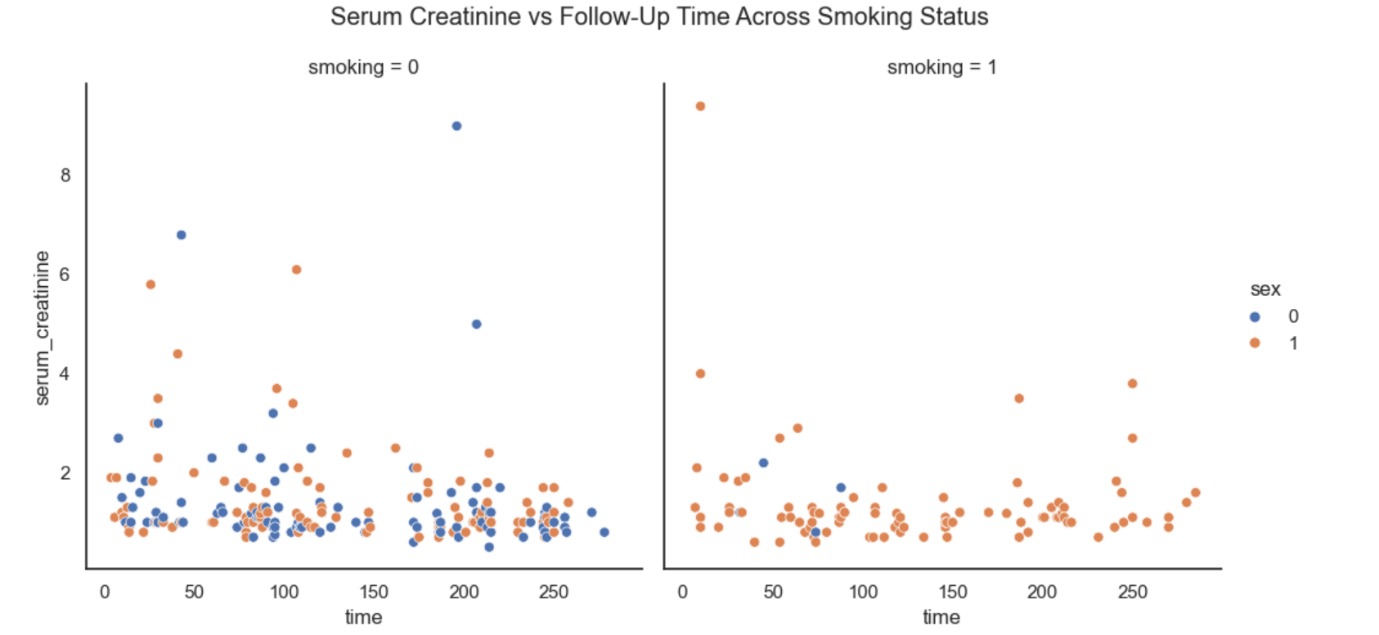 Serum Creatinine vs Follow-Up Time Across Smoking Status
smoking = 0
smoking = 1
8
6
4
2
serum_creatinine
0 50 100 150 200 250
time
0 50 100 150 200 250
time
sex
0
1